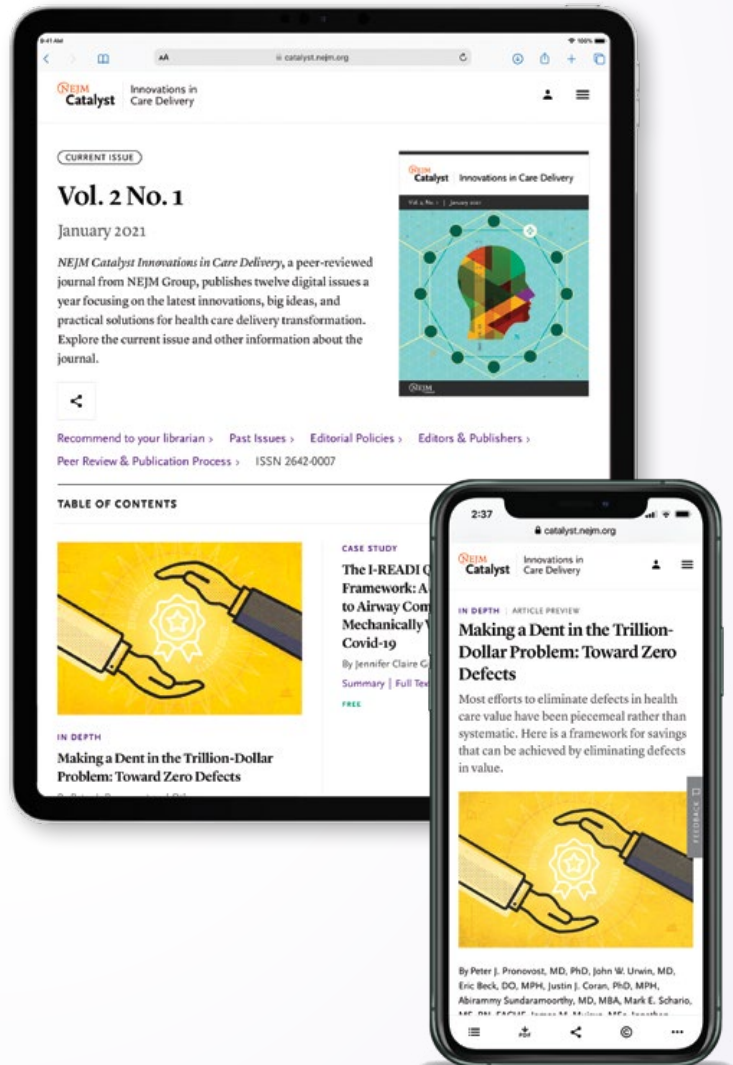 9:41 AM
100%
AA
catalyst.nejm.org
NEJM
Catalyst
Innovations in
Care Delivery
CURRENT ISSUE
Vol. 2 No. 1
January 2021
NEJM Catalyst Innovations in Care Delivery, a peer-reviewed
journal from NEJM Group, publishes twelve digital issues a
year focusing on the latest innovations, big ideas, and
practical solutions for health care delivery transformation.
Explore the current issue and other information about the
journal.
NEJM
Catalyst Innovations in Care Delivery
Vol. 2, No. 1 | January 2021
NEJM
Recommend to your librarian > Past Issues > Editorial Policies > Editors & Publishers >
Peer Review & Publication Process > ISSN 2642-0007
TABLE OF CONTENTS
IN DEPTH
Making a Dent in the Trillion-Dollar
Problem: Toward Zero Defects
CASE STUDY
The I-READI Q
Framework: A
to Airway Com
Mechanically V
Covid-19
By Jennifer Claire G
Summary | Full Tex
FREE
2:37
catalyst.nejm.org
NEJM
Catalyst
Innovations in
Care Delivery
IN DEPTH | ARTICLE PREVIEW
Making a Dent in the Trillion-
Dollar Problem: Toward Zero
Defects
Most efforts to eliminate defects in health
care value have been piecemeal rather than
systematic. Here is a framework for savings
that can be achieved by eliminating defects
in value.
FEEDBACK
By Peter J. Pronovost, MD, PhD, John W. Urwin, MD,
Eric Beck, DO, MPH, Justin J. Coran, PhD, MPH,
Abirammy Sundaramoorthy, MD, MBA, Mark E. Schario,
PDF